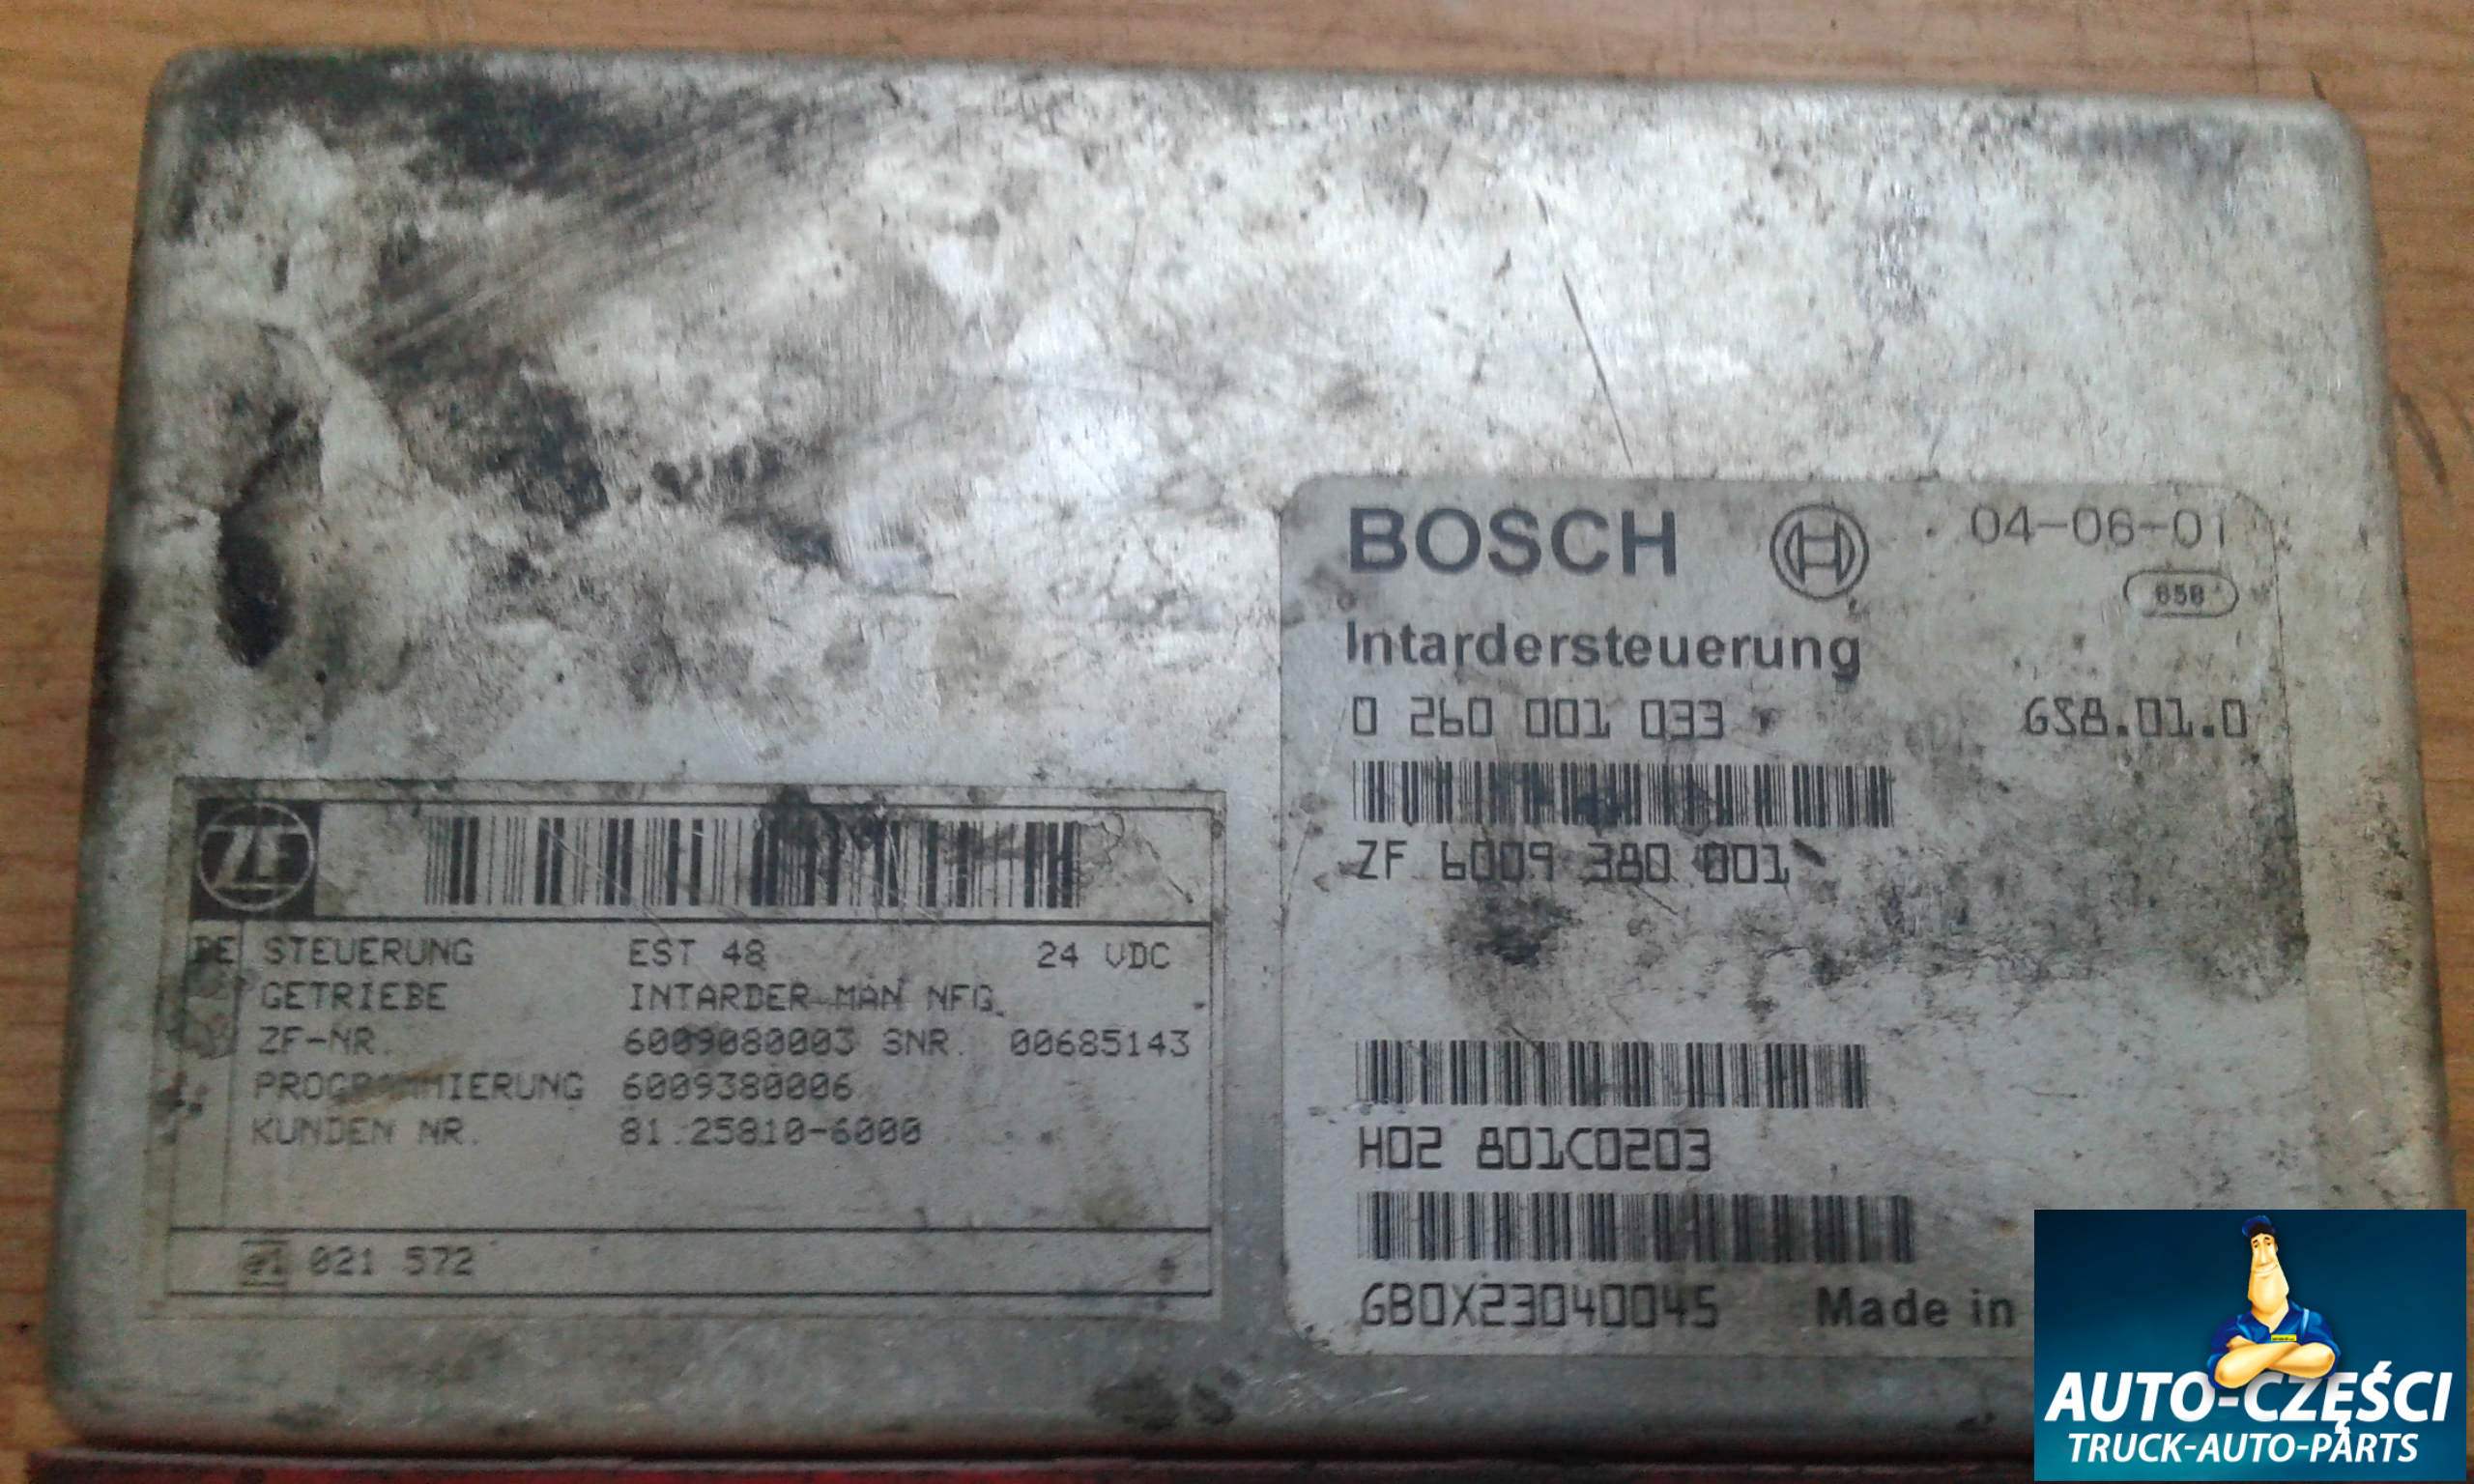 BOSCH 04-06-01
Intardersteuerung
0 260 001 033 GS8.01.0
ZF 6009 380 001
H02 801C0203
GB0X23040045 Made in
ZF
STEUERUNG EST 48 24 VDC
GETRIEBE INTARDER-MAN NFG.
ZF-NR. 6009080003 SNR. 00685143
PROGRAMMIERUNG 6009380006
KUNDEN NR. 81.25810-6000
e1 021 572
AUTO-CZĘŚCI
TRUCK-AUTO-PARTS